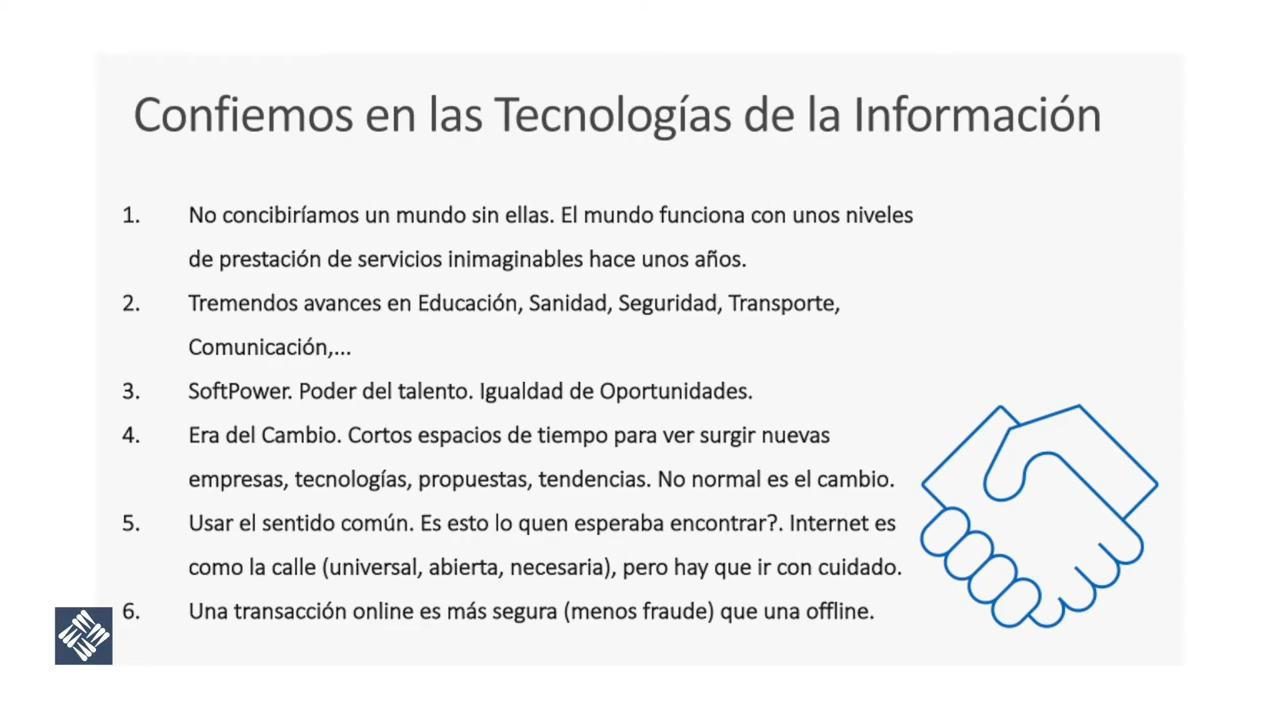 Confiemos en las Tecnologías de la Información
1. No concibiríamos un mundo sin ellas. El mundo funciona con unos niveles
de prestación de servicios inimaginables hace unos años.
2. Tremendos avances en Educación, Sanidad, Seguridad, Transporte,
Comunicación,...
3. SoftPower. Poder del talento. Igualdad de Oportunidades.
4. Era del Cambio. Cortos espacios de tiempo para ver surgir nuevas
empresas, tecnologías, propuestas, tendencias. No normal es el cambio.
5. Usar el sentido común. Es esto lo quen esperaba encontrar?. Internet es
como la calle (universal, abierta, necesaria), pero hay que ir con cuidado.
6. Una transacción online es más segura (menos fraude) que una offline.